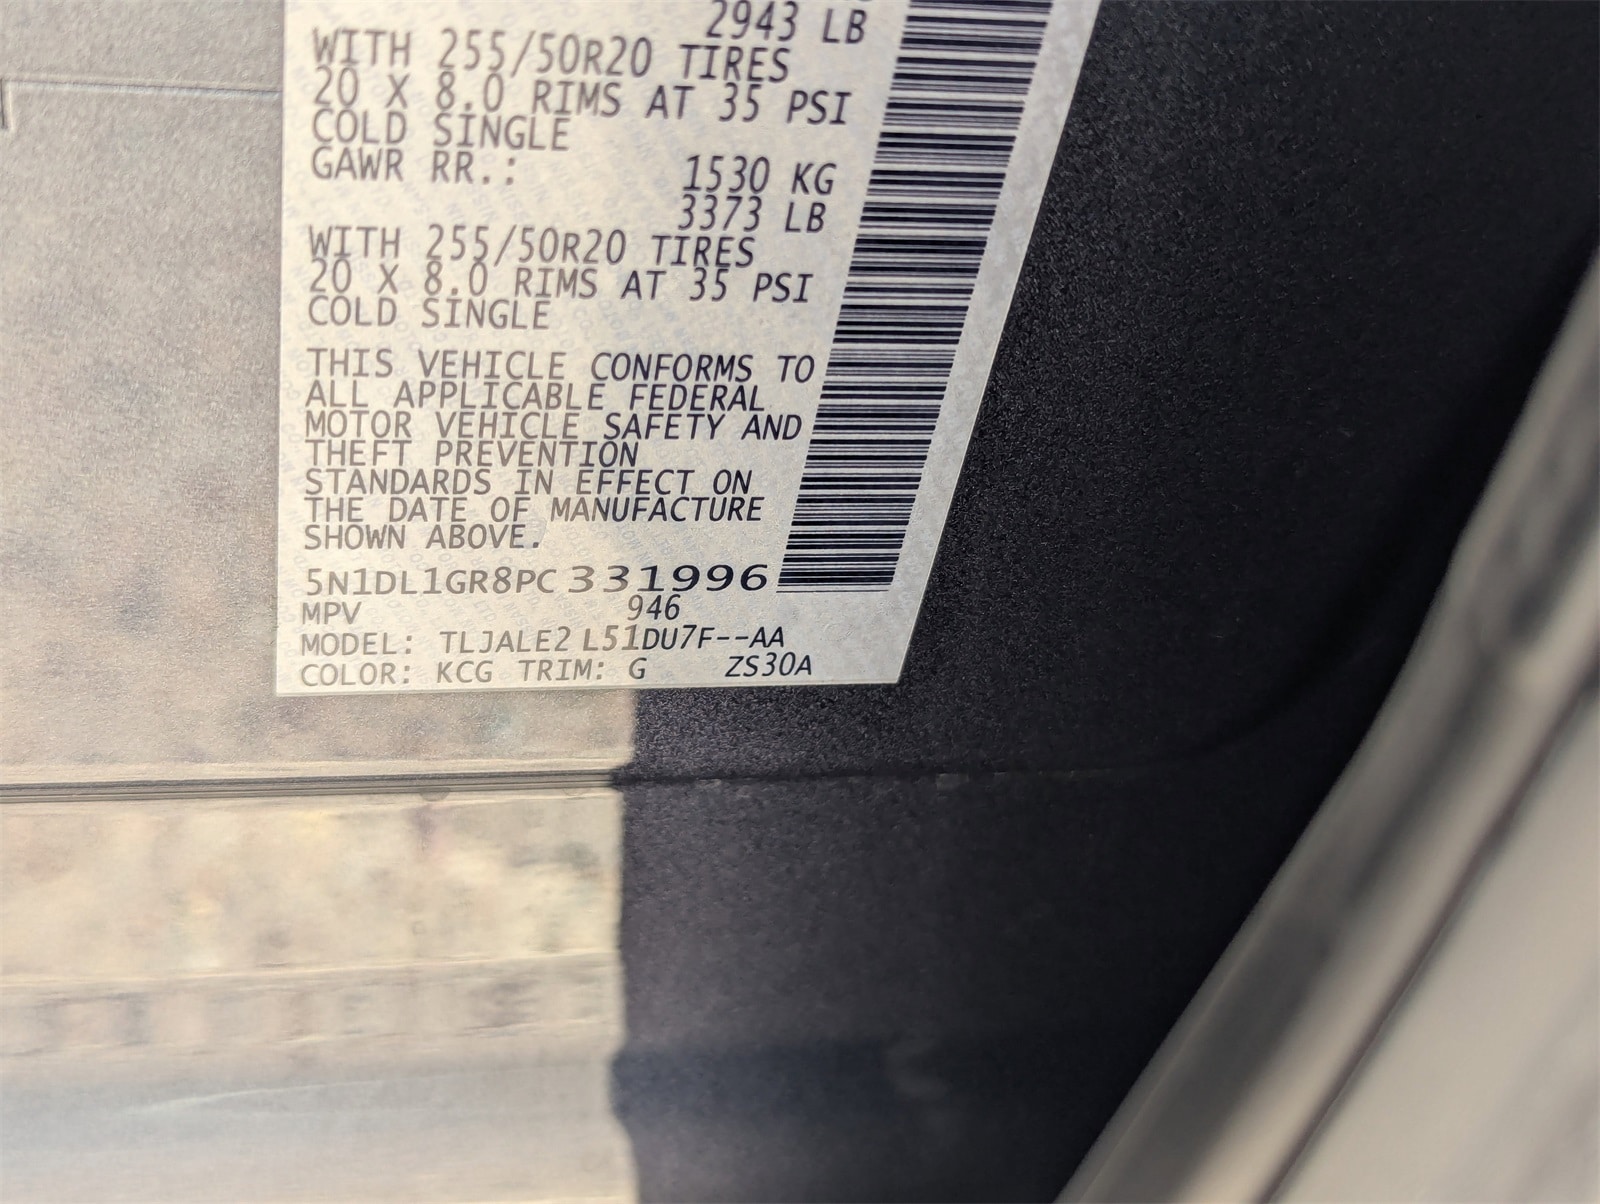 2943 LB
WITH 255/50R20 TIRES
20 X 8.0 RIMS AT 35 PSI
COLD SINGLE
GAWR RR.: 1530 KG
3373 LB
WITH 255/50R20 TIRES
20 X 8.0 RIMS AT 35 PSI
COLD SINGLE
THIS VEHICLE CONFORMS TO
ALL APPLICABLE FEDERAL
MOTOR VEHICLE SAFETY AND
THEFT PREVENTION
STANDARDS IN EFFECT ON
THE DATE OF MANUFACTURE
SHOWN ABOVE.
5N1DL1GR8PC331996
MPV 946
MODEL: TLJALE2 L51DU7F--AA
COLOR: KCG TRIM: G ZS30A